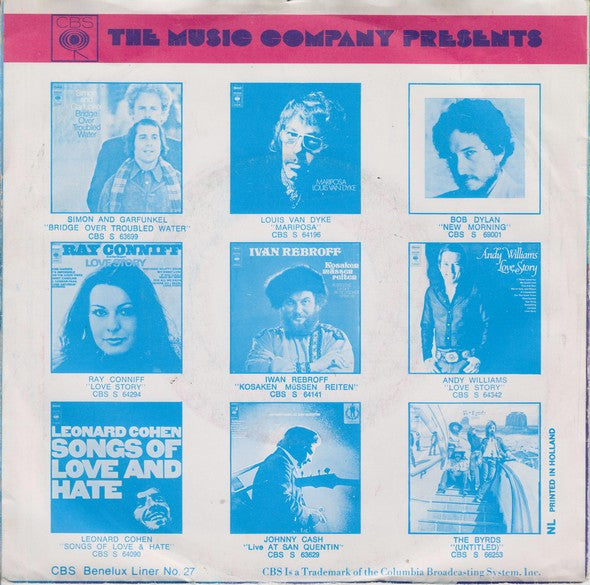 CBS
THE MUSIC COMPANY PRESENTS
Simon
and
Garfunkel
Bridge
Over
Troubled
Water
SIMON AND GARFUNKEL
"BRIDGE OVER TROUBLED WATER"
CBS S 63699
MARIPOSA
LOUIS VAN DYKE
LOUIS VAN DYKE
"MARIPOSA"
CBS S 64196
BOB DYLAN
"NEW MORNING"
CBS S 69001
RAY CONNIFF
LOVE STORY
RAY CONNIFF
"LOVE STORY"
CBS S 64294
IVAN REBROFF
Kosaken
müssen
reiten
IWAN REBROFF
"KOSAKEN MüSSEN REITEN"
CBS S 64141
Andy Williams
Love Story
ANDY WILLIAMS
"LOVE STORY"
CBS S 64342
LEONARD COHEN
SONGS OF
LOVE AND
HATE
LEONARD COHEN
"SONGS OF LOVE & HATE"
CBS S 64090
JOHNNY CASH
"Live At SAN QUENTIN"
CBS S 63629
THE BYRDS
"(UNTITLED)"
CBS S 66253
NL PRINTED IN HOLLAND
CBS Benelux Liner No. 27
CBS Is a Trademark of the Columbia Broadcasting System, Inc.